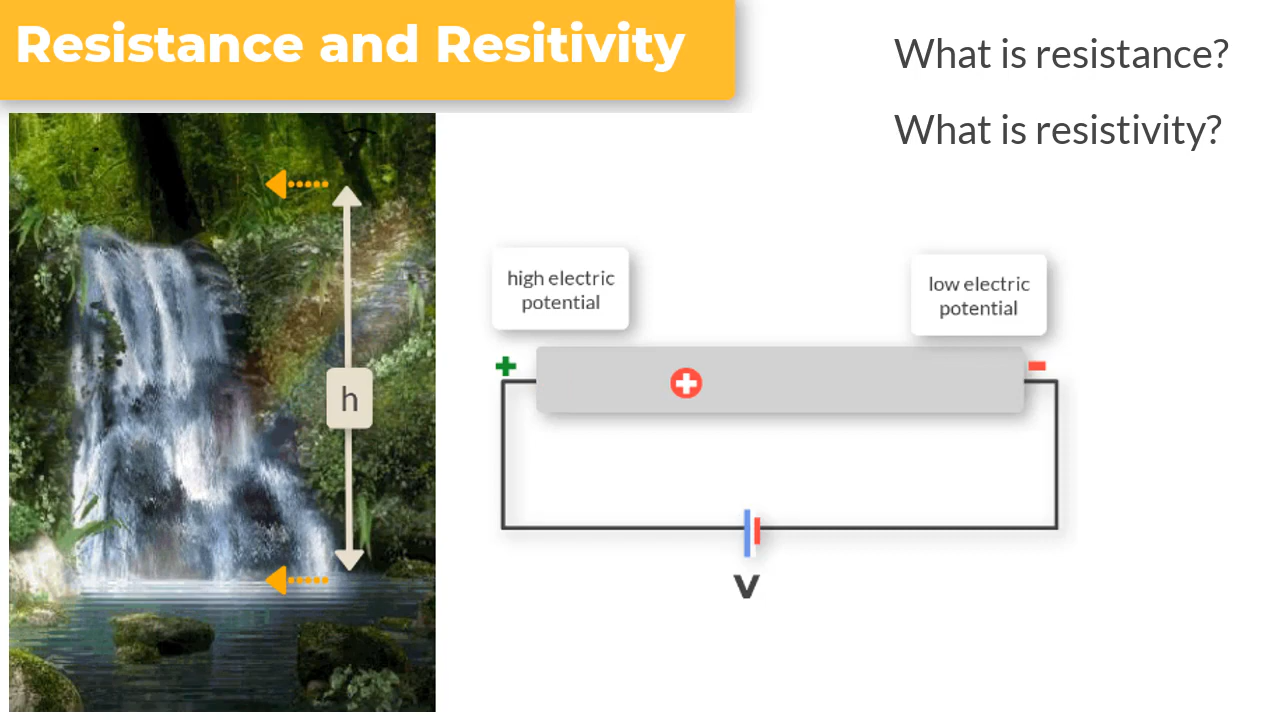 Resistance and Resitivity
What is resistance?
What is resistivity?
h
high electric
potential
low electric
potential
+
-
+
V